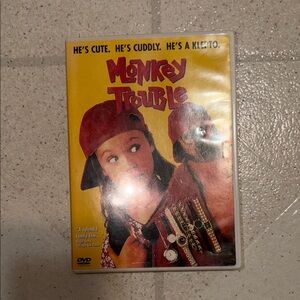 HE'S CUTE. HE'S CUDDLY. HE'S A KLEPTO.
MONKEY
TROUBLE
DVD